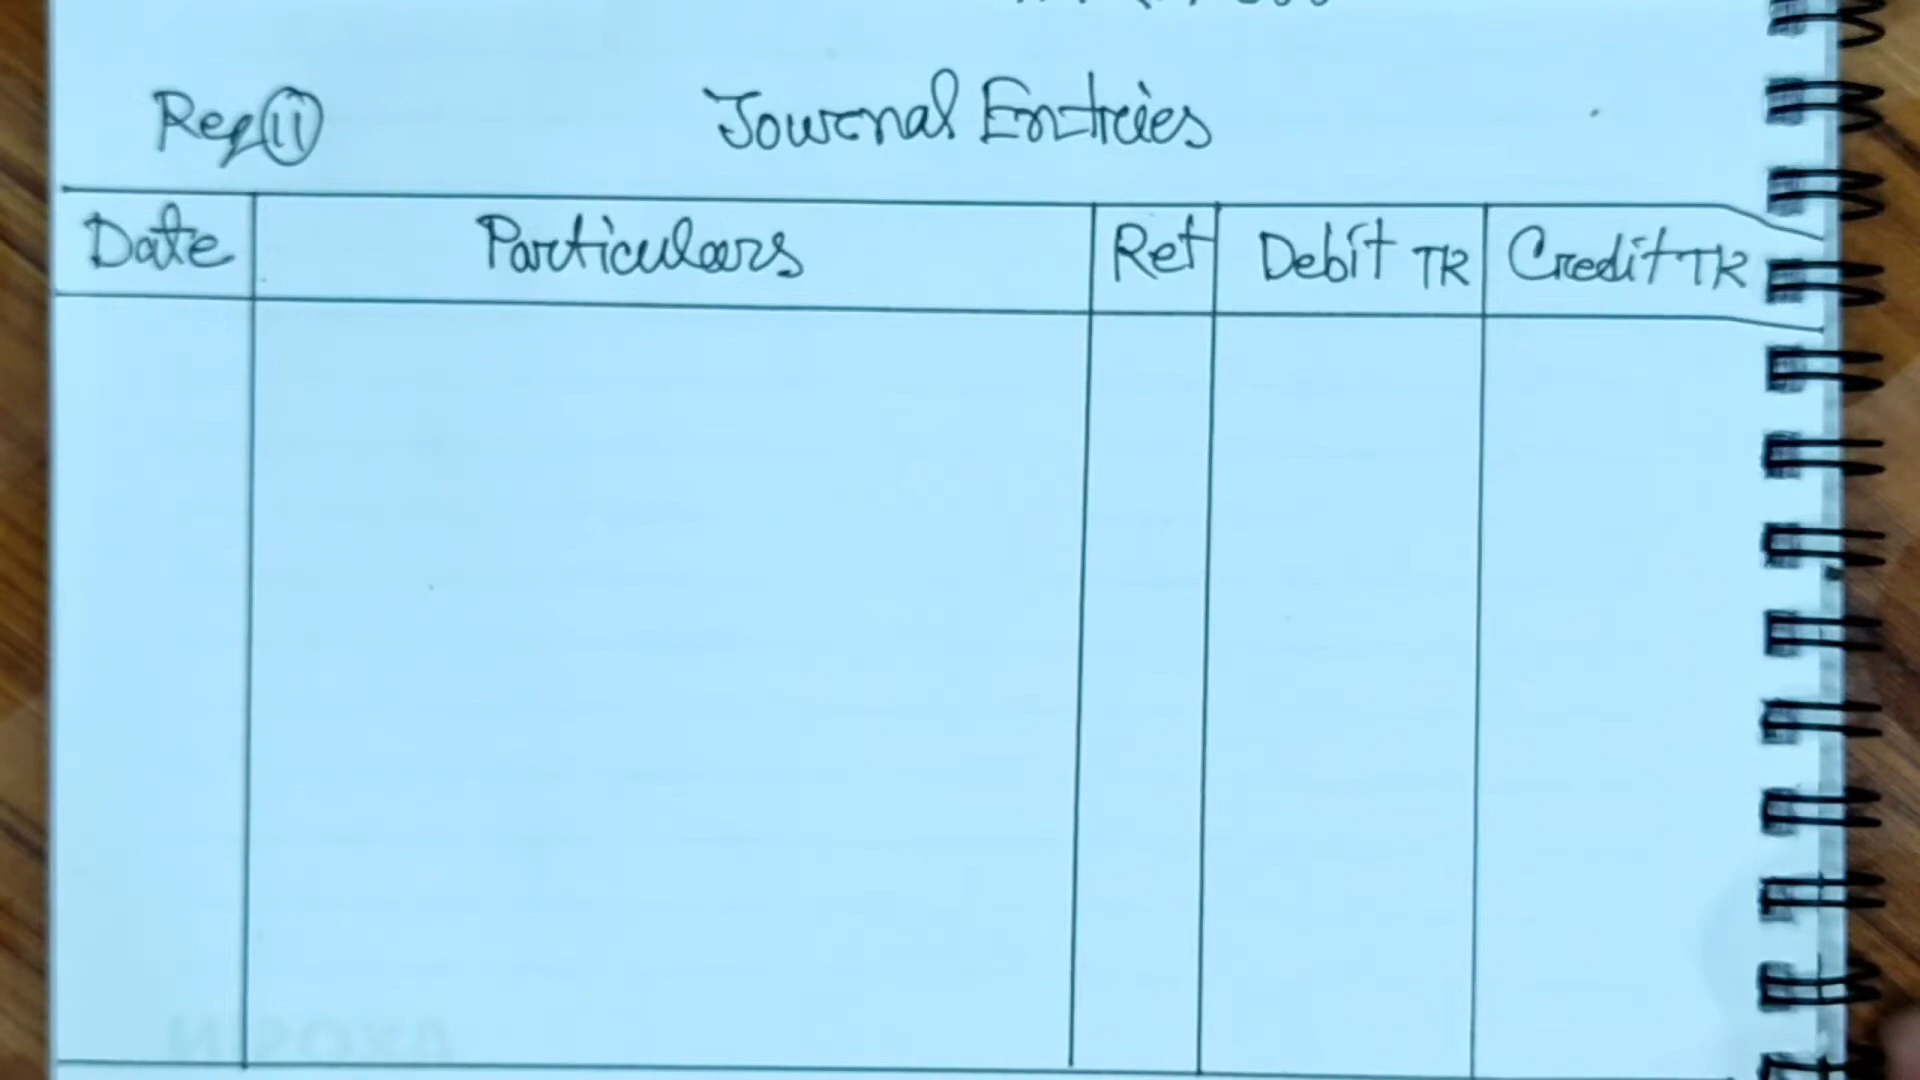 Req (ii) Journal Entries
Date Particulars Ref Debit TK Credit TK